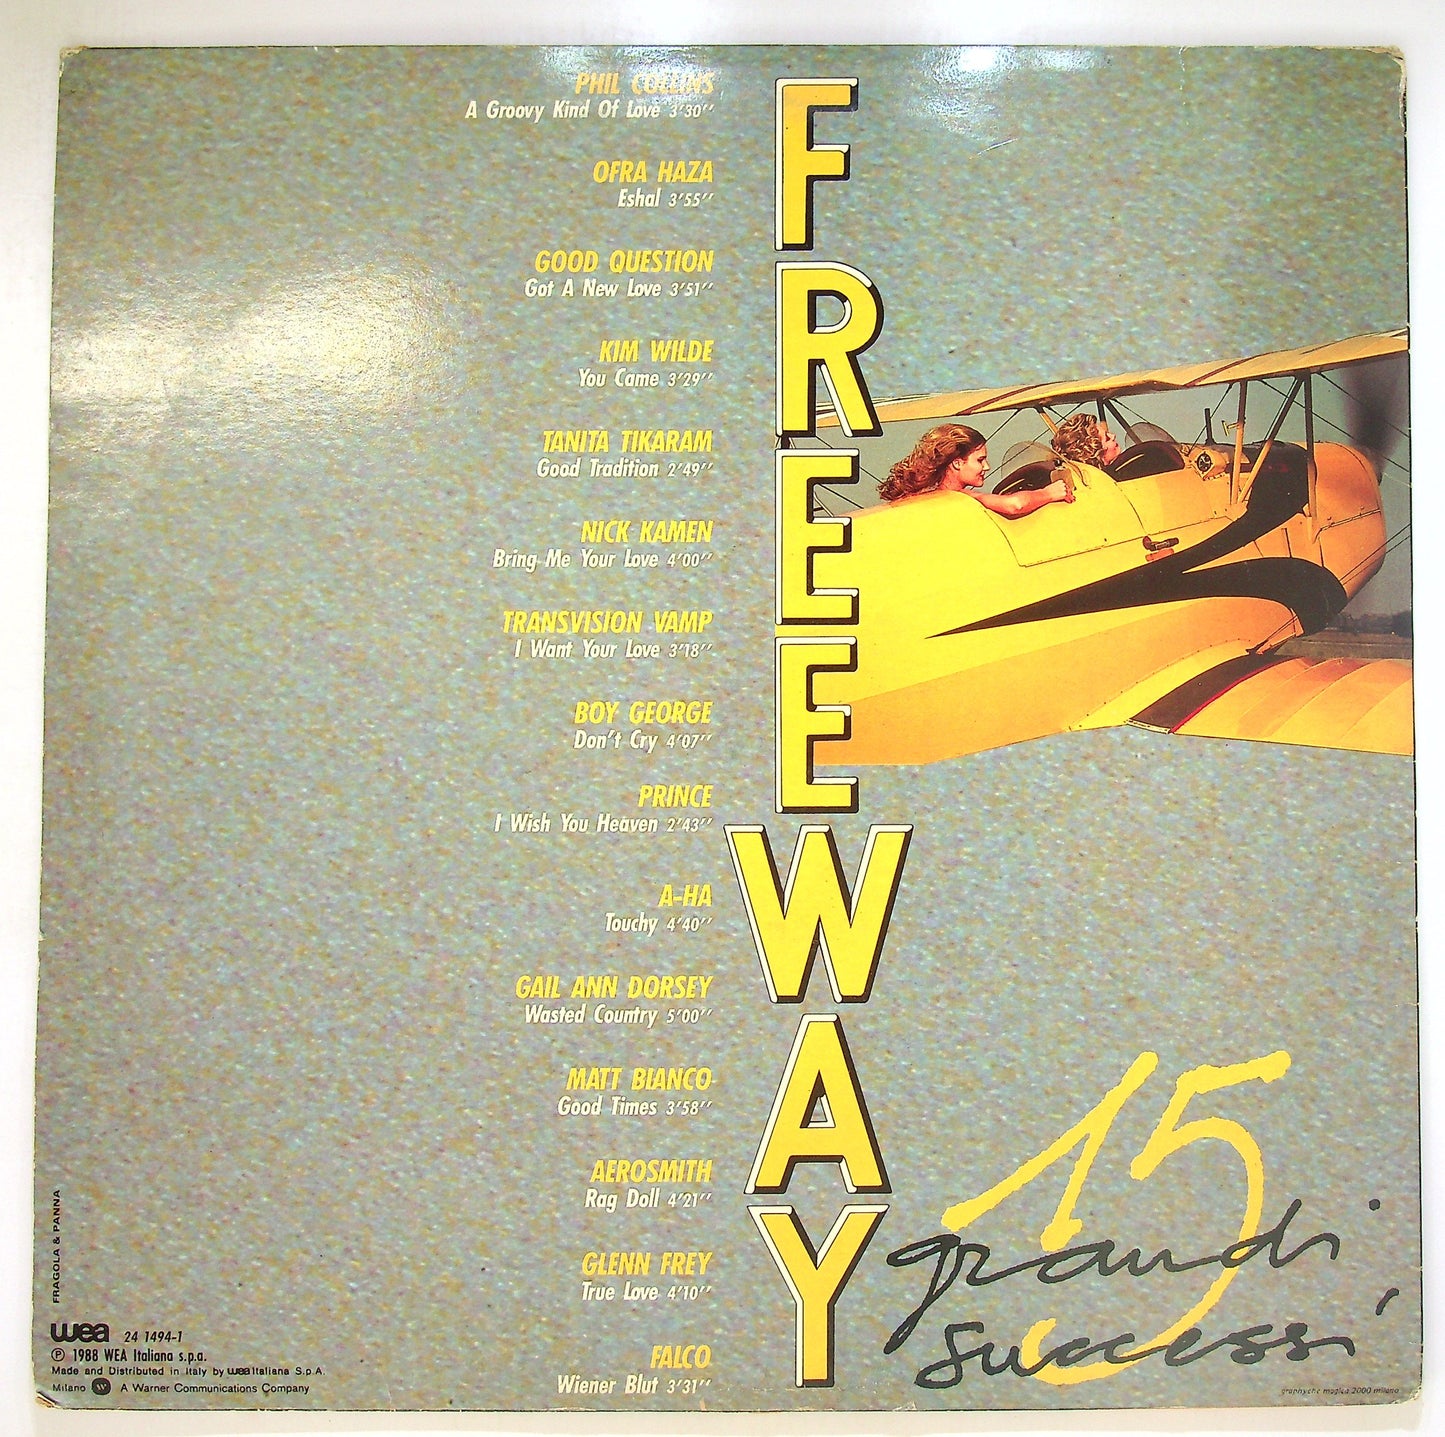 PHIL COLLINS
A Groovy Kind Of Love 3'30''
OFRA HAZA
Eshal 3'55''
GOOD QUESTION
Got A New Love 3'51''
KIM WILDE
You Came 3'29''
TANITA TIKARAM
Good Tradition 2'49''
NICK KAMEN
Bring Me Your Love 4'00''
TRANSVISION VAMP
I Want Your Love 3'18''
BOY GEORGE
Don't Cry 4'07''
PRINCE
I Wish You Heaven 2'43''
A-HA
Touchy 4'40''
GAIL ANN DORSEY
Wasted Country 5'00''
MATT BIANCO
Good Times 3'58''
AEROSMITH
Rag Doll 4'21''
GLENN FREY
True Love 4'10''
FALCO
Wiener Blut 3'31''
FREEWAY
15
grandi
successi
FRAGOLA & PANNA
wea 24 1494-1
℗ 1988 WEA Italiana s.p.a.
Made and Distributed in Italy by wea Italiana S.p.A.
Milano W A Warner Communications Company
graphyche magica 2000 milano